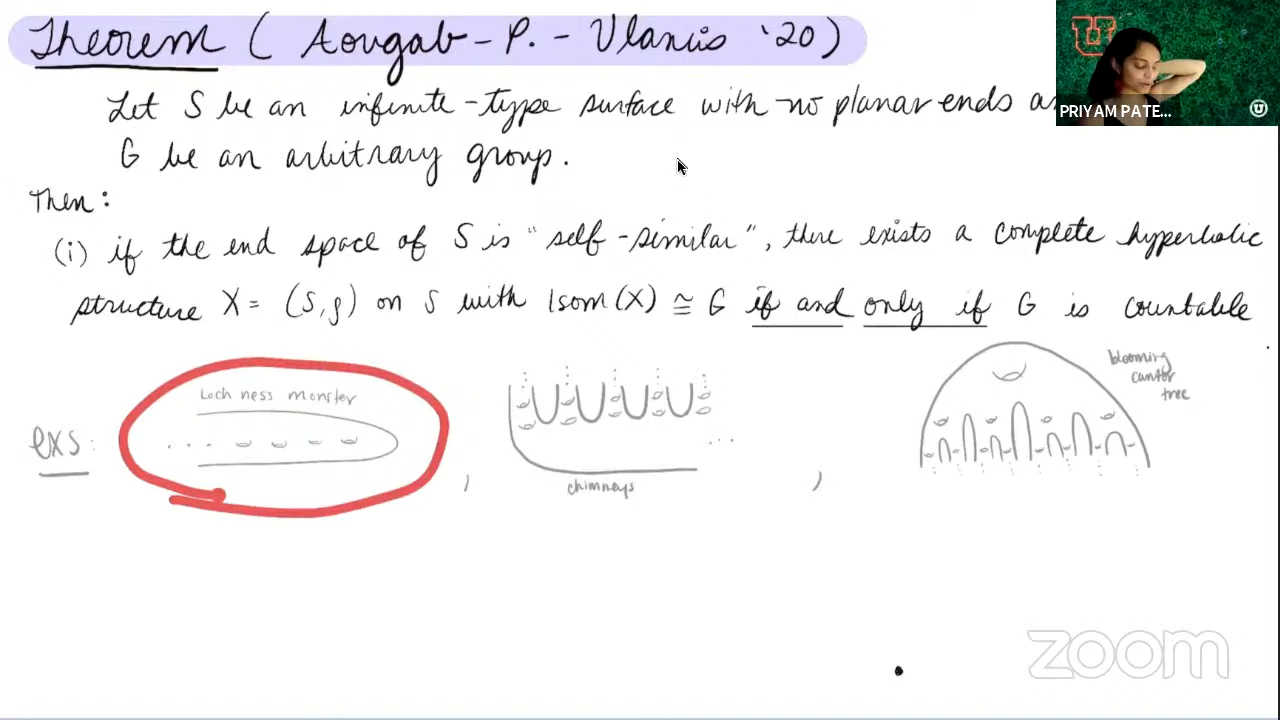 Theorem ( Aougab - P. - Vlamis '20)
Let S be an infinite-type surface with no planar ends
G be an arbitrary group.
Then:
(i) if the end space of S is "self-similar", there exists a complete hyperbolic
structure X = (S,ρ) on S with Isom(X) ≅ G if and only if G is countable
exs:
Loch ness monster
,
chimneys
,
blooming
cantor
tree
PRIYAM PATE...
U
zoom